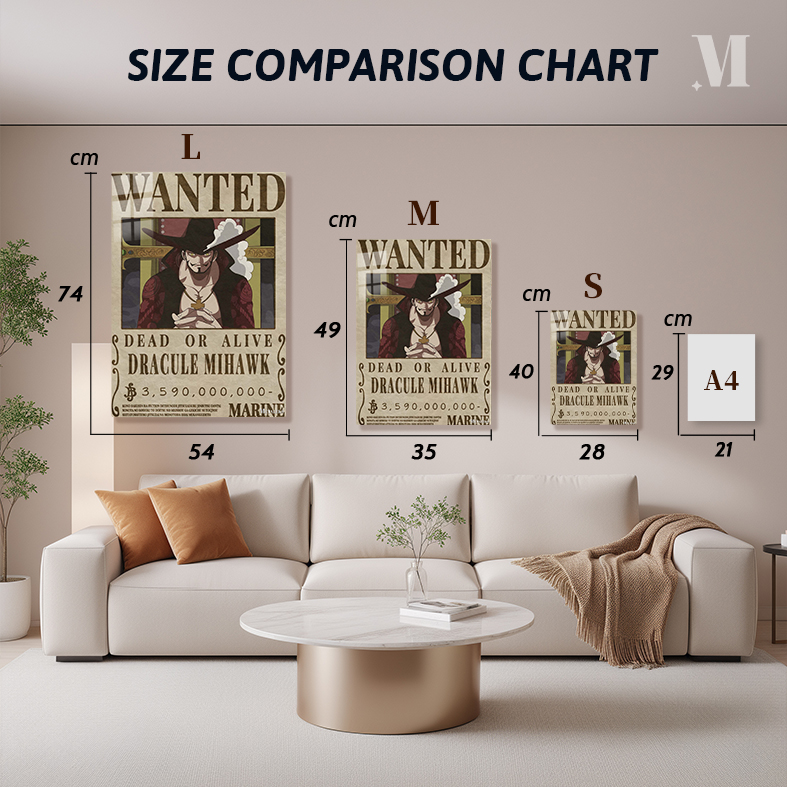 SIZE COMPARISON CHART
M
cm
L
74
54
WANTED
DEAD OR ALIVE
DRACULE MIHAWK
3,590,000,000-
MARINE
cm
M
49
35
WANTED
DEAD OR ALIVE
DRACULE MIHAWK
3,590,000,000-
MARINE
cm
S
40
28
WANTED
DEAD OR ALIVE
DRACULE MIHAWK
3,590,000,000-
MARINE
cm
29
21
A4